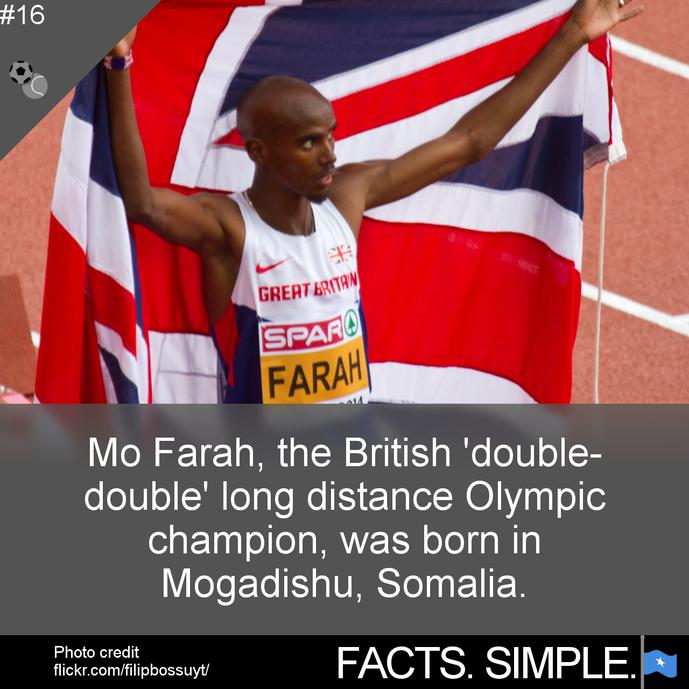 #16
GREAT BRITAIN
SPAR
FARAH
Mo Farah, the British 'double-
double' long distance Olympic
champion, was born in
Mogadishu, Somalia.
Photo credit
flickr.com/filipbossuyt/
FACTS. SIMPLE.